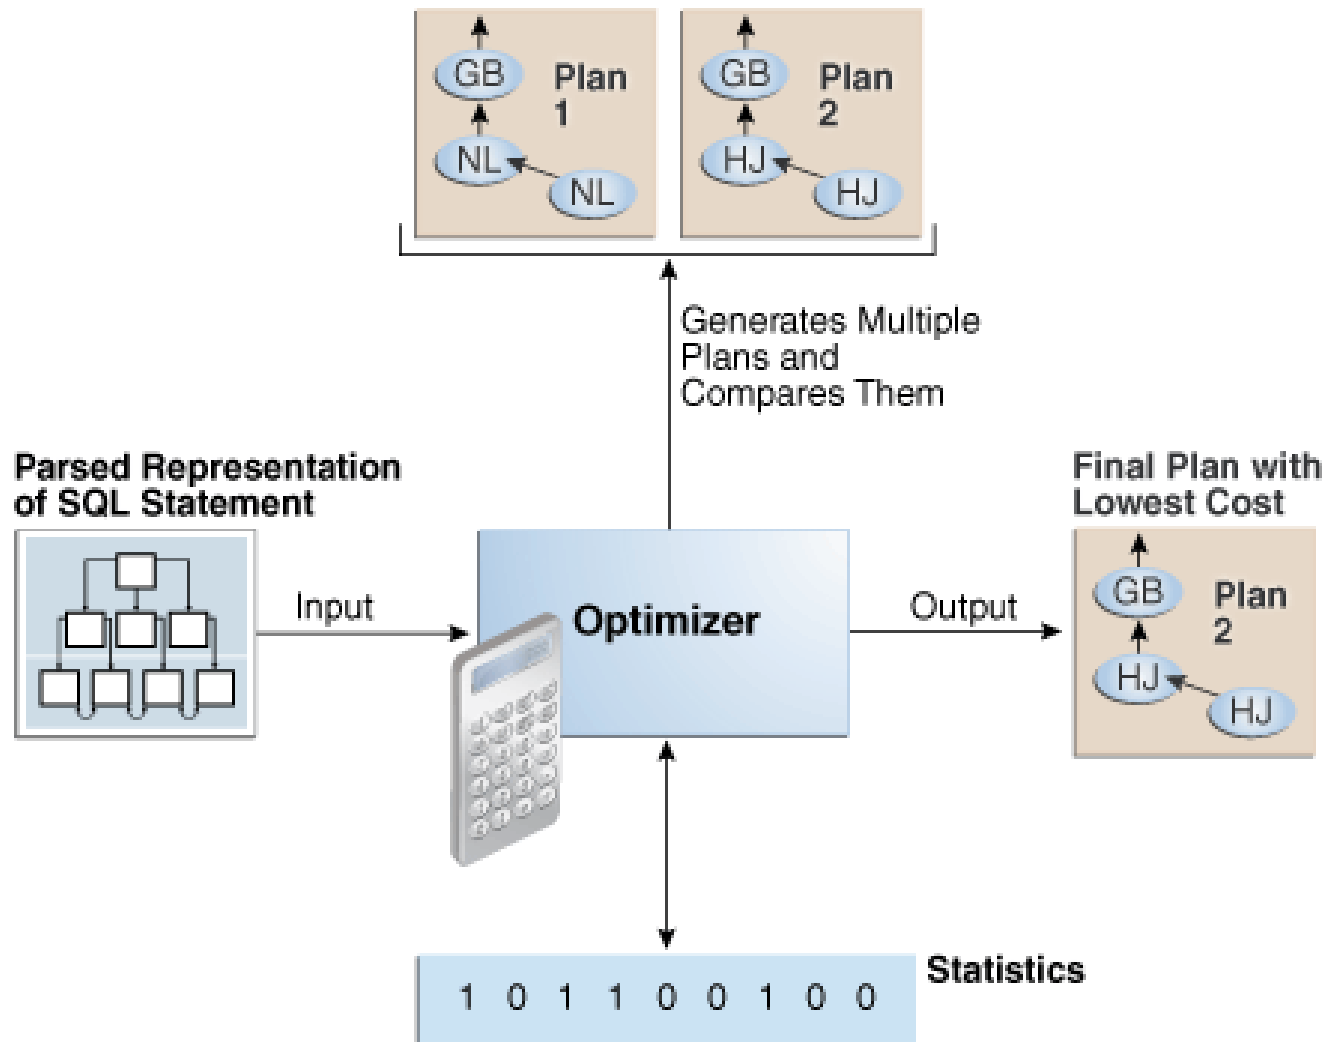 GB
Plan
1
NL
NL
GB
Plan
2
HJ
HJ
Generates Multiple
Plans and
Compares Them
Parsed Representation
of SQL Statement
Input
Optimizer
Output
Final Plan with
Lowest Cost
GB
Plan
2
HJ
HJ
Statistics
1 0 1 1 0 0 1 0 0